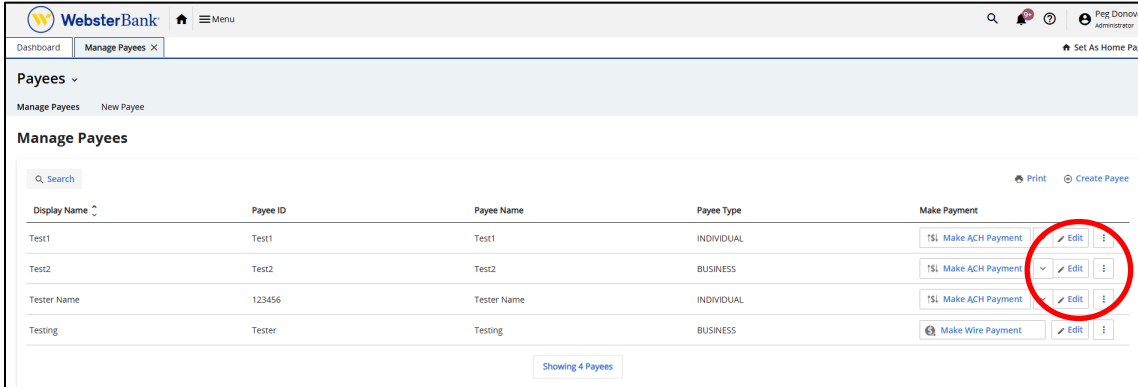 WebsterBank Menu 9+ Peg Donov
Administrator
Dashboard Manage Payees X Set As Home Pa
Payees
Manage Payees New Payee
Manage Payees
Search Print Create Payee
Display Name Payee ID Payee Name Payee Type Make Payment
Test1 Test1 Test1 INDIVIDUAL Make ACH Payment Edit
Test2 Test2 Test2 BUSINESS Make ACH Payment Edit
Tester Name 123456 Tester Name INDIVIDUAL Make ACH Payment Edit
Testing Tester Testing BUSINESS Make Wire Payment Edit
Showing 4 Payees